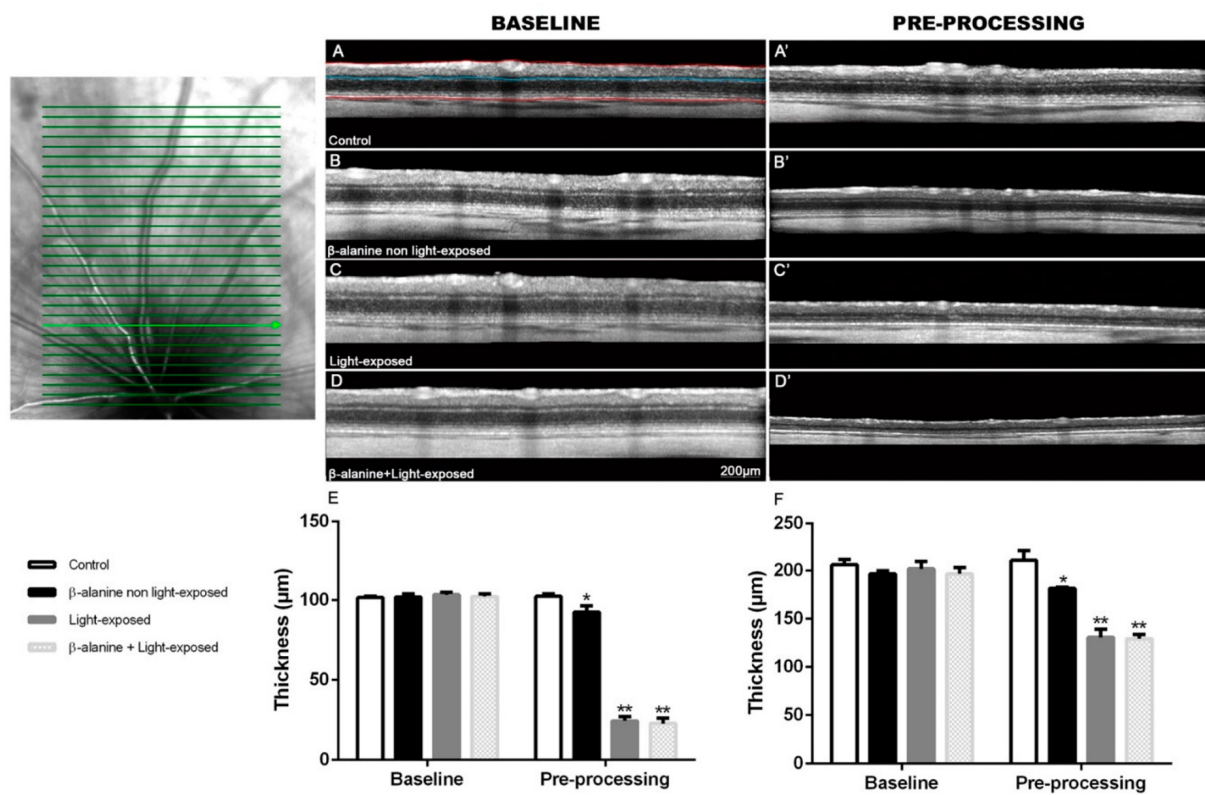 BASELINE
PRE-PROCESSING
A
Control
A'
B
β-alanine non light-exposed
B'
C
Light-exposed
C'
D
β-alanine+Light-exposed
200μm
D'
Control
β-alanine non light-exposed
Light-exposed
β-alanine + Light-exposed
E
Thickness (μm)
150
100
50
0
*
**
**
Baseline
Pre-processing
F
Thickness (μm)
250
200
150
100
50
0
*
**
**
Baseline
Pre-processing